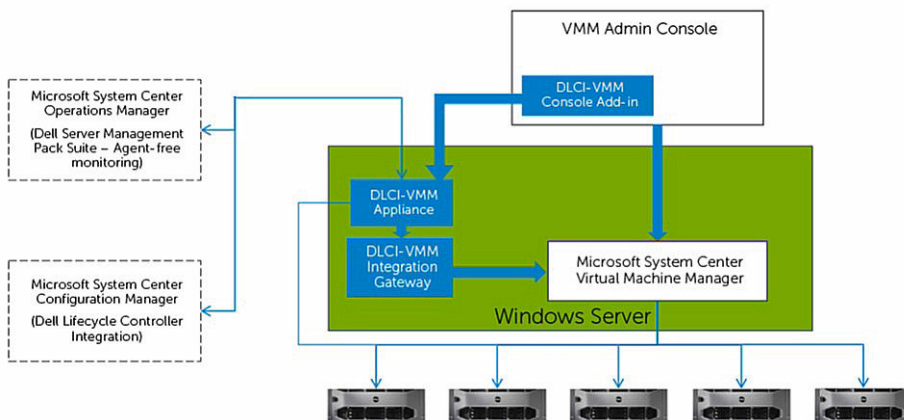 VMM Admin Console
DLCI-VMM
Console Add-in
Microsoft System Center
Operations Manager
(Dell Server Management
Pack Suite – Agent-free
monitoring)
DLCI-VMM
Appliance
DLCI-VMM
Integration
Gateway
Microsoft System Center
Virtual Machine Manager
Windows Server
Microsoft System Center
Configuration Manager
(Dell Lifecycle Controller
Integration)